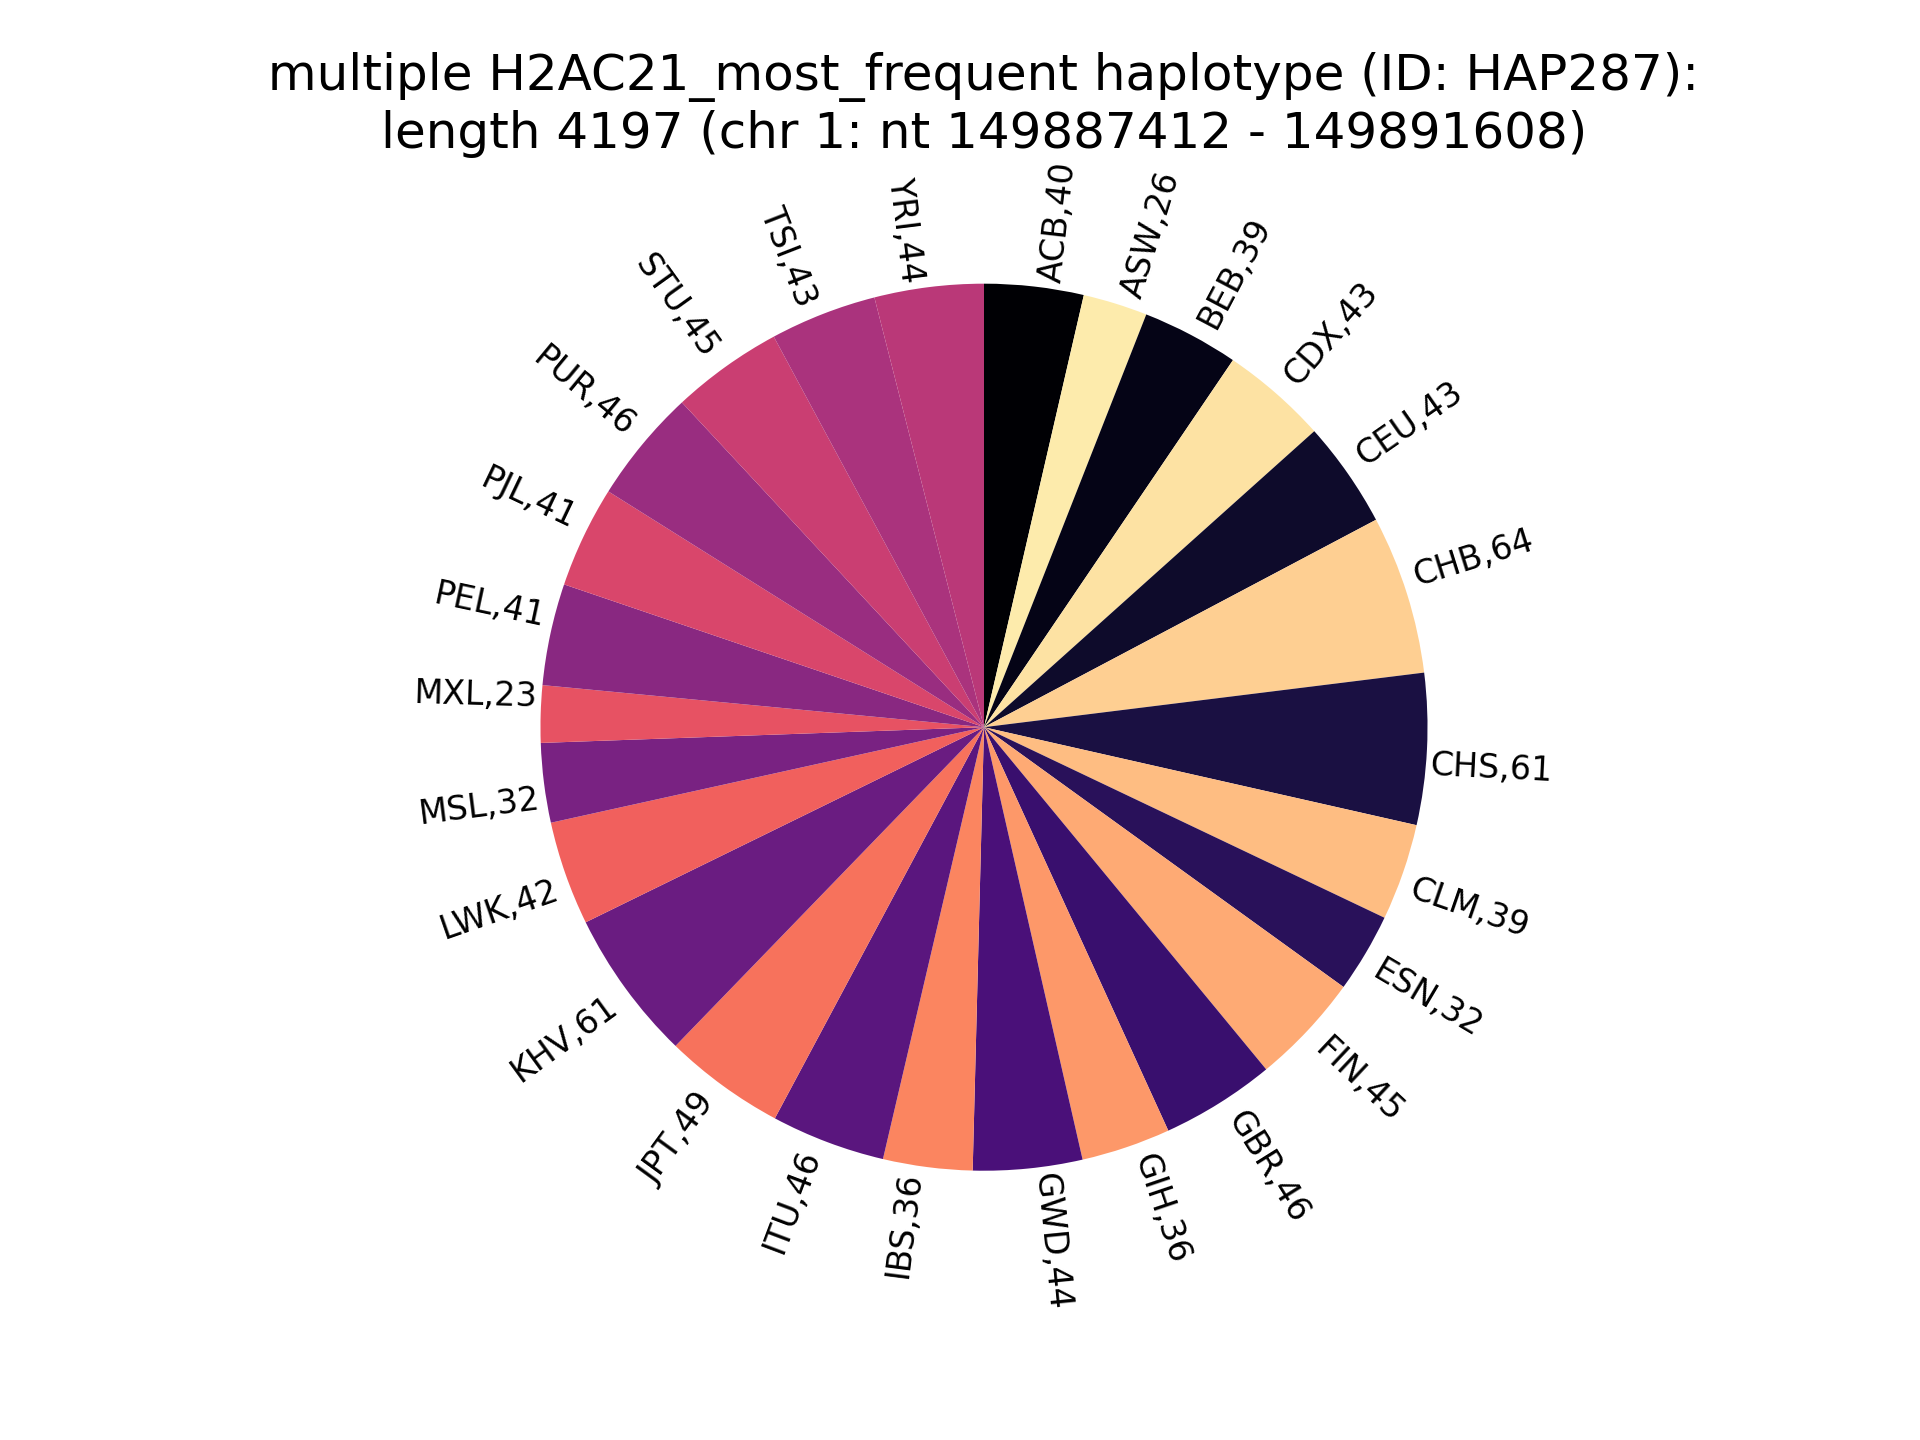 multiple H2AC21_most_frequent haplotype (ID: HAP287):
length 4197 (chr 1: nt 149887412 - 149891608)
ACB,40
ASW,26
BEB,39
CDX,43
CEU,43
CHB,64
CHS,61
CLM,39
ESN,32
FIN,45
GBR,46
GIH,36
GWD,44
IBS,36
ITU,46
JPT,49
KHV,61
LWK,42
MSL,32
MXL,23
PEL,41
PJL,41
PUR,46
STU,45
TSI,43
YRI,44